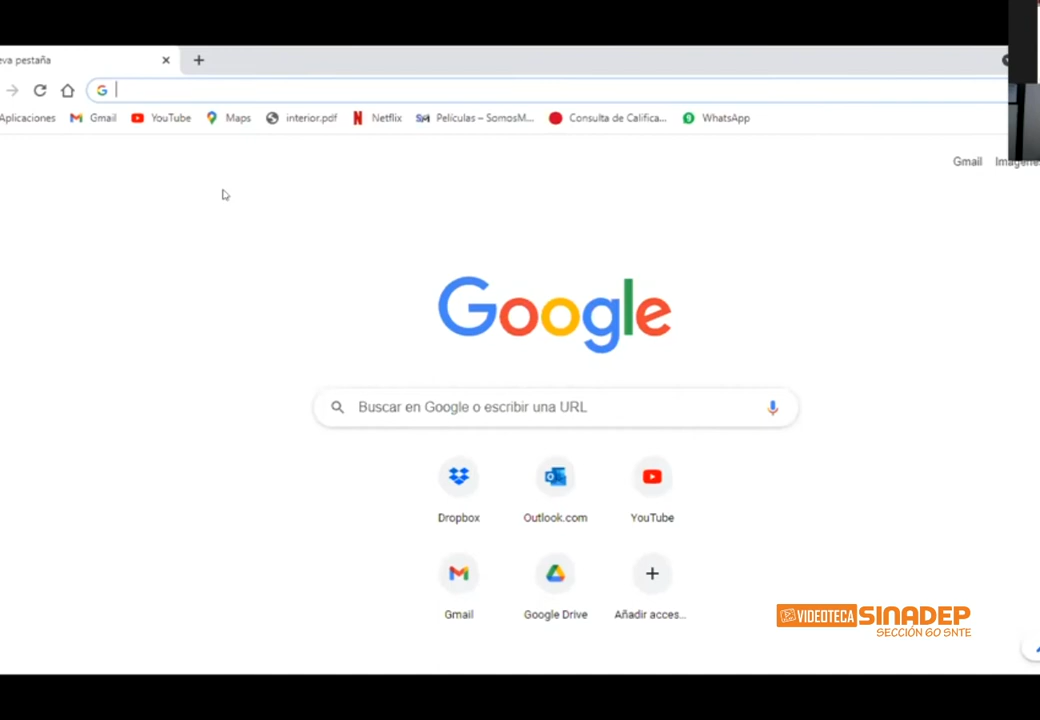 eva pestaña
Aplicaciones Gmail YouTube Maps interior.pdf Netflix Películas – SomosM... Consulta de Califica... WhatsApp
Gmail Imágenes
Google
Buscar en Google o escribir una URL
Dropbox Outlook.com YouTube
Gmail Google Drive Añadir acces...
VIDEOTECA SINADEP
SECCIÓN 60 SNTE